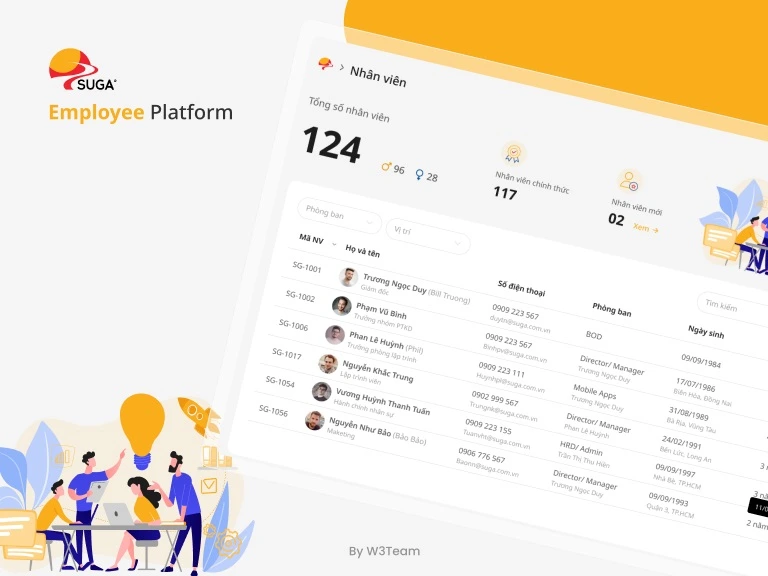 SUGA
Employee Platform
Nhân viên
Tổng số nhân viên
124
96
28
Nhân viên chính thức
117
Nhân viên mới
02 Xem →
Phòng ban
Vị trí
Tìm kiếm
Mã NV Họ và tên Số điện thoại Phòng ban Ngày sinh
SG-1001 Trương Ngọc Duy (Bill Truong) 0909 223 567 BOD 09/09/1984
Giám đốc duytn@suga.com.vn
SG-1002 Phạm Vũ Bình 0909 223 567 Director/ Manager 17/07/1986
Trưởng nhóm PTKD Binhpv@suga.com.vn Trương Ngọc Duy Biên Hòa, Đồng Nai
SG-1006 Phan Lê Huỳnh (Phil) 0909 223 111 Mobile Apps 31/08/1989
Trưởng phòng lập trình Huynhpl@suga.com.vn Trương Ngọc Duy Bà Rịa, Vũng Tàu
SG-1017 Nguyễn Khắc Trung 0902 999 567 Director/ Manager 24/02/1991
Lập trình viên Trungnk@suga.com.vn Phan Lê Huỳnh Bến Lức, Long An
SG-1054 Vương Huỳnh Thanh Tuấn 0909 223 155 HRD/ Admin 09/09/1997
Hành chính nhân sự Tuanvht@suga.com.vn Trần Thị Thu Hiền Nhà Bè, TP.HCM
SG-1056 Nguyễn Như Bảo (Bão Bão) 0906 776 567 Director/ Manager 09/09/1993
Maketing Baonn@suga.com.vn Trương Ngọc Duy Quận 3, TP.HCM
2 năm
By W3Team